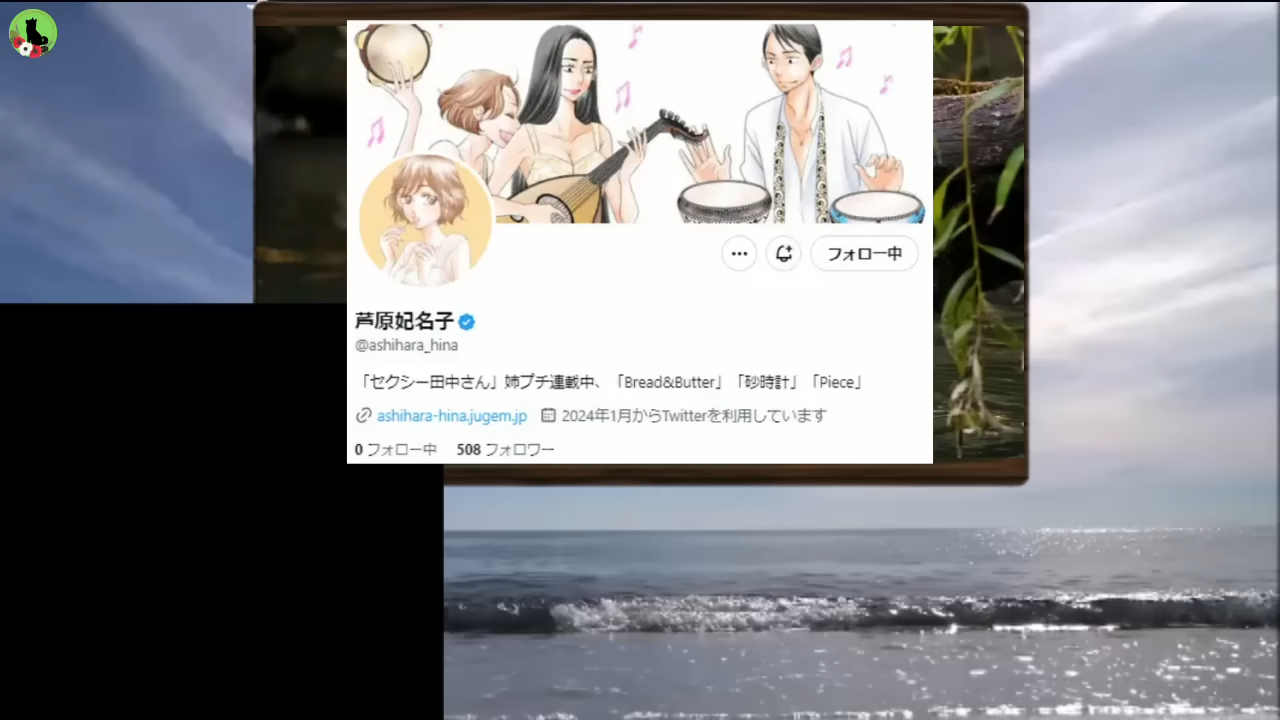 フォロー中
芦原妃名子
@ashihara_hina
「セクシー田中さん」姉プチ連載中、「Bread&Butter」「砂時計」「Piece」
ashihara-hina.jugem.jp 2024年1月からTwitterを利用しています
0 フォロー中 508 フォロワー